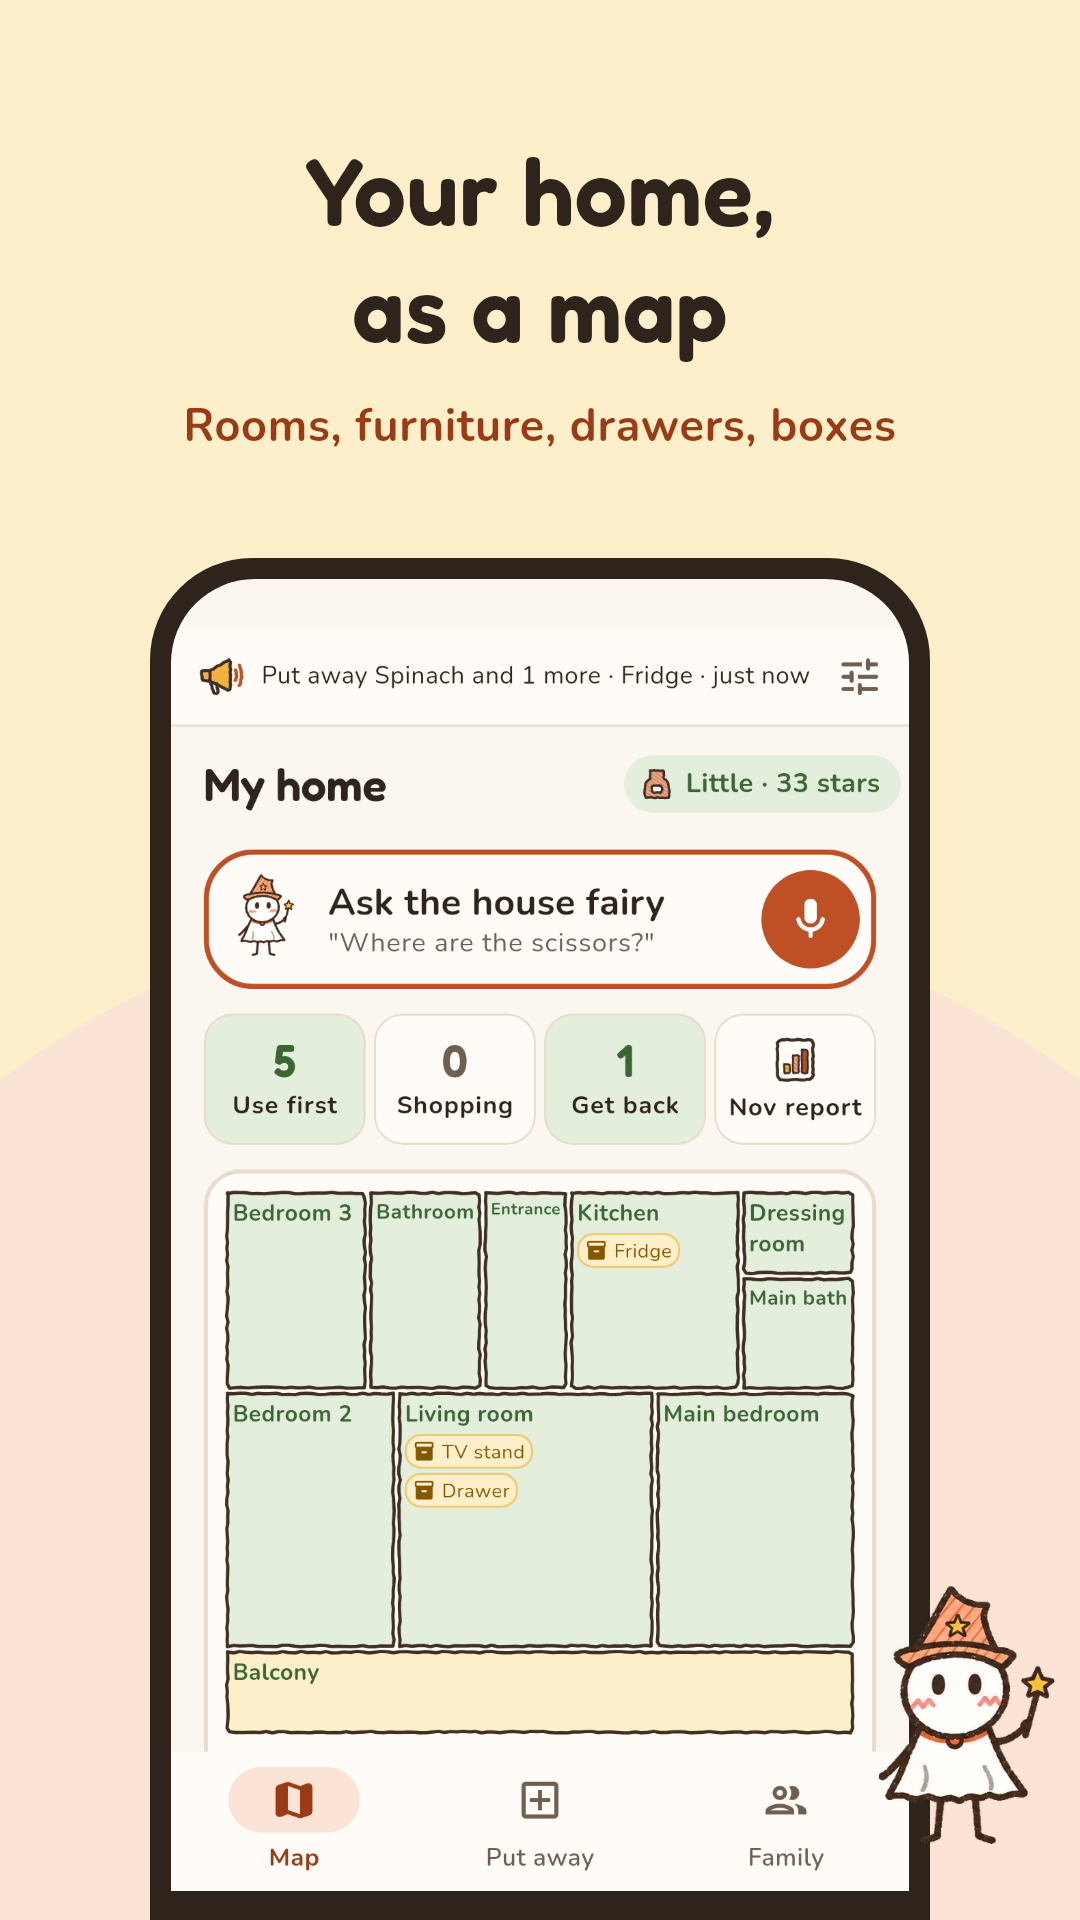 Your home,
as a map
Rooms, furniture, drawers, boxes
Put away Spinach and 1 more · Fridge · just now
My home
Little · 33 stars
Ask the house fairy
"Where are the scissors?"
5
Use first
0
Shopping
1
Get back
Nov report
Bedroom 3
Bathroom
Entrance
Kitchen
Fridge
Dressing
room
Main bath
Bedroom 2
Living room
TV stand
Drawer
Main bedroom
Balcony
Map
Put away
Family